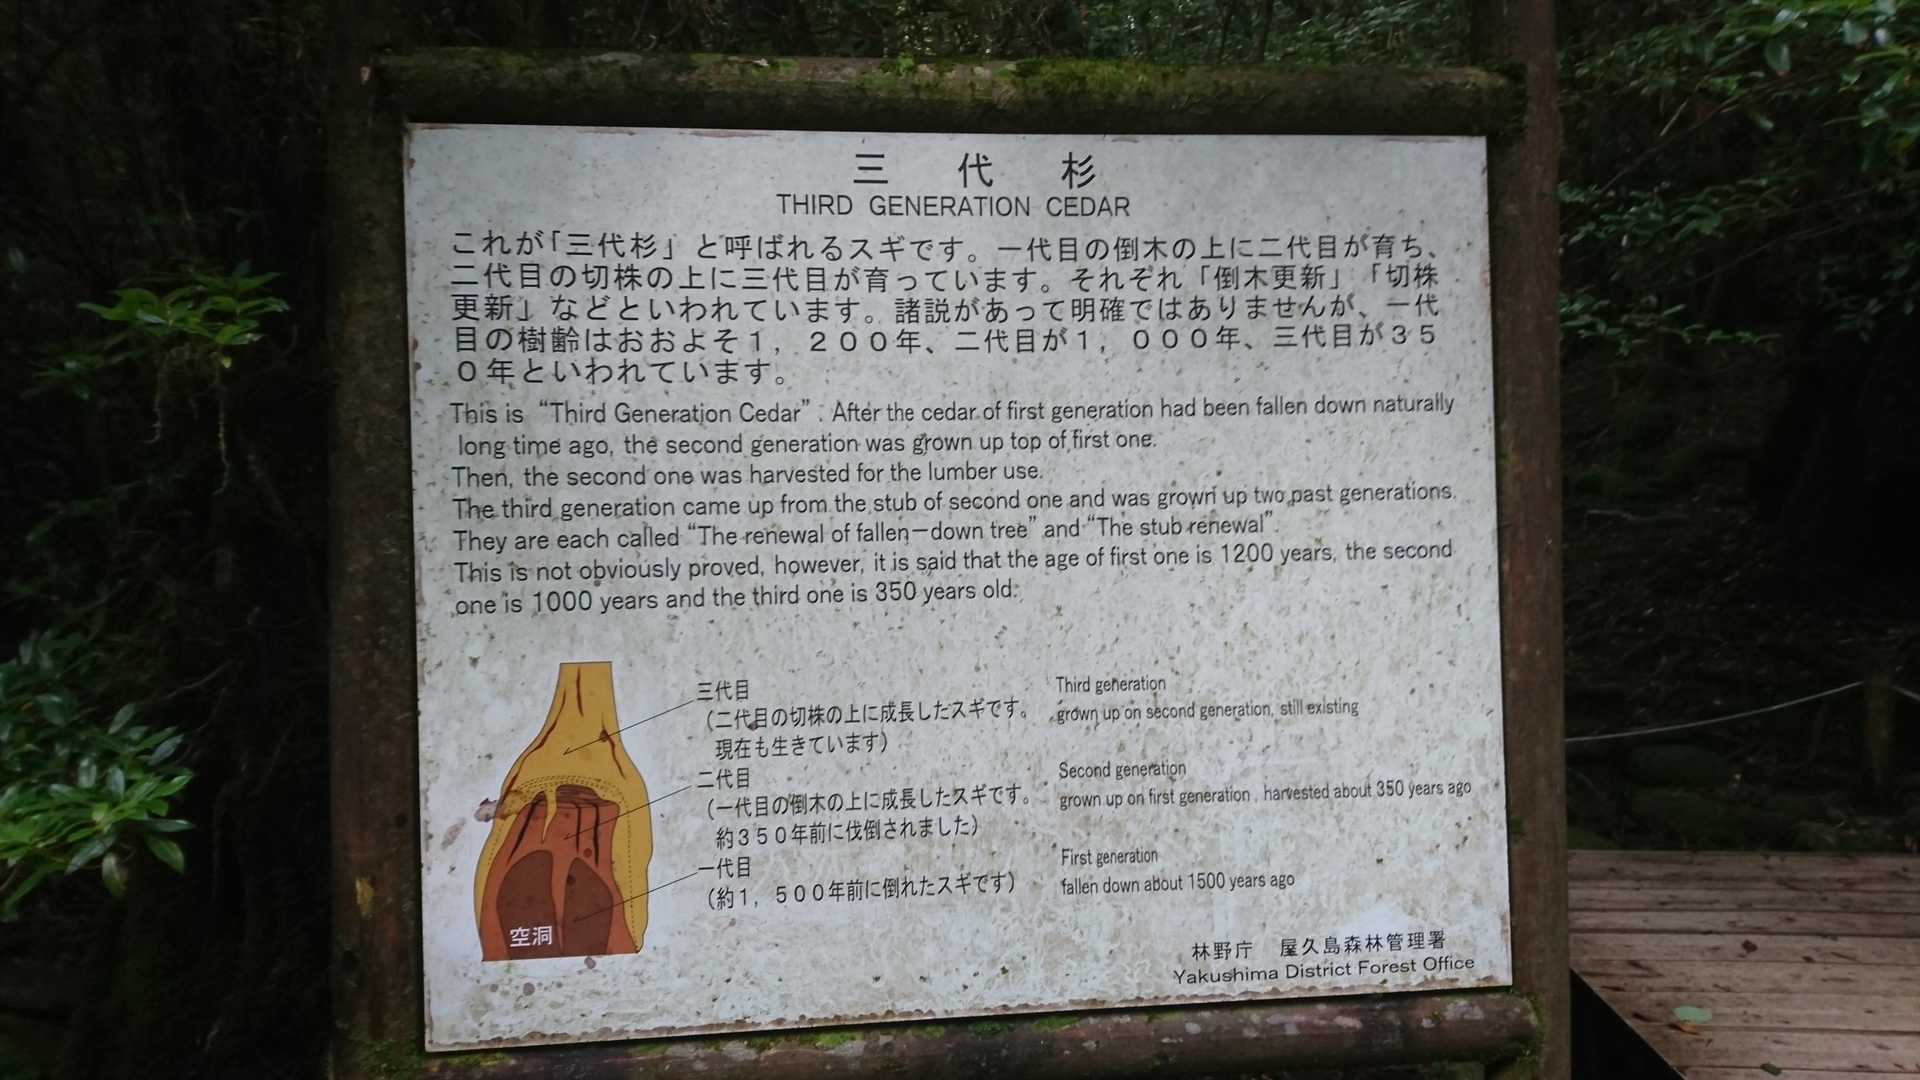 三代杉
THIRD GENERATION CEDAR
これが「三代杉」と呼ばれるスギです。一代目の倒木の上に二代目が育ち、
二代目の切株の上に三代目が育っています。それぞれ「倒木更新」「切株
更新」などといわれています。諸説があって明確ではありませんが、一代
目の樹齢はおおよそ１，２００年、二代目が１，０００年、三代目が３５
０年といわれています。
This is “Third Generation Cedar”. After the cedar of first generation had been fallen down naturally
long time ago, the second generation was grown up top of first one.
Then, the second one was harvested for the lumber use.
The third generation came up from the stub of second one and was grown up two past generations.
They are each called “The renewal of fallen－down tree” and “The stub renewal”.
This is not obviously proved, however, it is said that the age of first one is 1200 years, the second
one is 1000 years and the third one is 350 years old.
三代目
（二代目の切株の上に成長したスギです。
現在も生きています）
Third generation
grown up on second generation, still existing
二代目
（一代目の倒木の上に成長したスギです。
約３５０年前に伐倒されました）
Second generation
grown up on first generation, harvested about 350 years ago
一代目
（約１，５００年前に倒れたスギです）
First generation
fallen down about 1500 years ago
空洞
林野庁　屋久島森林管理署
Yakushima District Forest Office